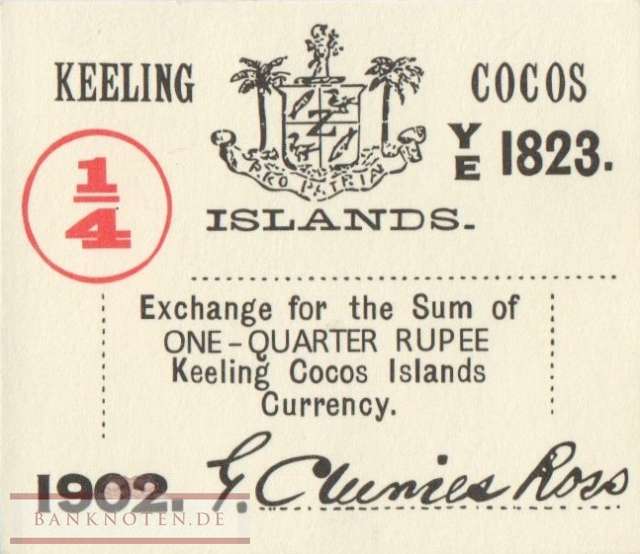 KEELING COCOS
YE 1823.
1/4
Z
PRO PATRIA
ISLANDS.
Exchange for the Sum of
ONE-QUARTER RUPEE
Keeling Cocos Islands
Currency.
1902. G. Clunies Ross
BANKNOTEN.DE